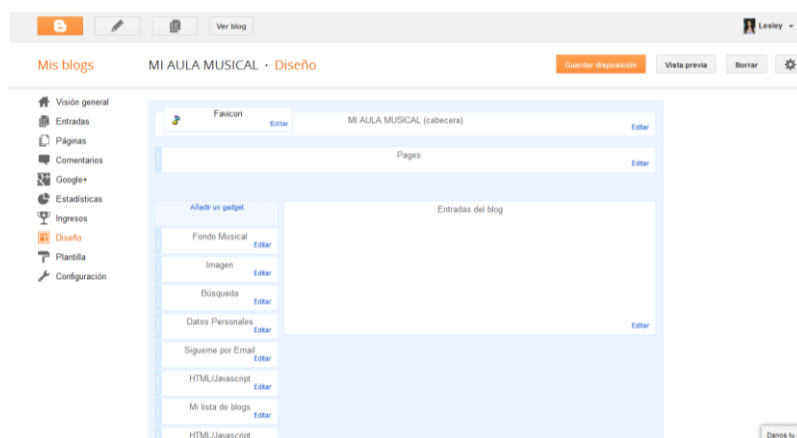 Ver blog
Lesley
Mis blogs
MI AULA MUSICAL · Diseño
Guardar disposición
Vista previa
Borrar
Visión general
Entradas
Páginas
Comentarios
Google+
Estadísticas
Ingresos
Diseño
Plantilla
Configuración
Favicon
Editar
MI AULA MUSICAL (cabecera)
Editar
Pages
Editar
Añadir un gadget
Fondo Musical
Editar
Imagen
Editar
Búsqueda
Editar
Datos Personales
Editar
Sigueme por Email
Editar
HTML/Javascript
Editar
Mi lista de blogs
Editar
HTML/Javascript
Entradas del blog
Editar
Danos tu